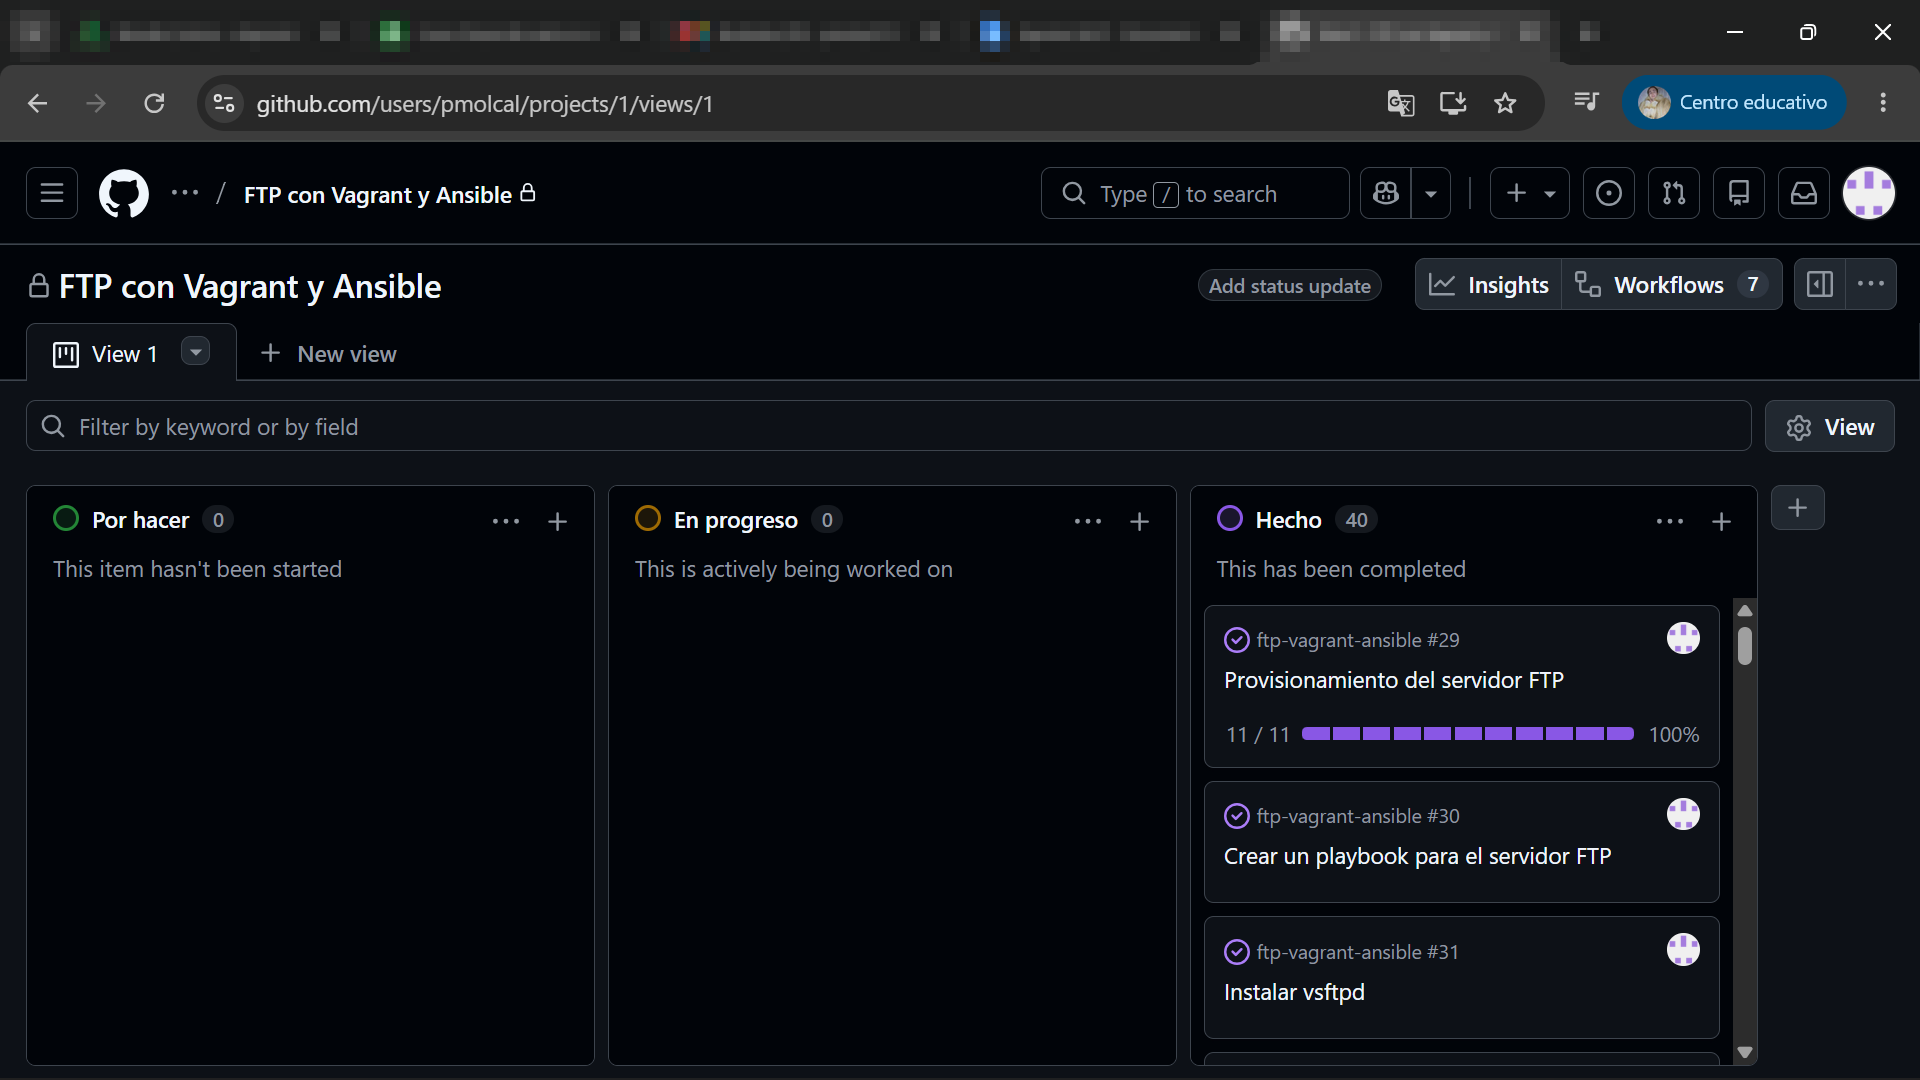 github.com/users/pmolcal/projects/1/views/1
Centro educativo
... / FTP con Vagrant y Ansible
Type / to search
FTP con Vagrant y Ansible
Add status update
Insights
Workflows 7
View 1
New view
Filter by keyword or by field
View
Por hacer 0
This item hasn't been started
En progreso 0
This is actively being worked on
Hecho 40
This has been completed
ftp-vagrant-ansible #29
Provisionamiento del servidor FTP
11 / 11 100%
ftp-vagrant-ansible #30
Crear un playbook para el servidor FTP
ftp-vagrant-ansible #31
Instalar vsftpd